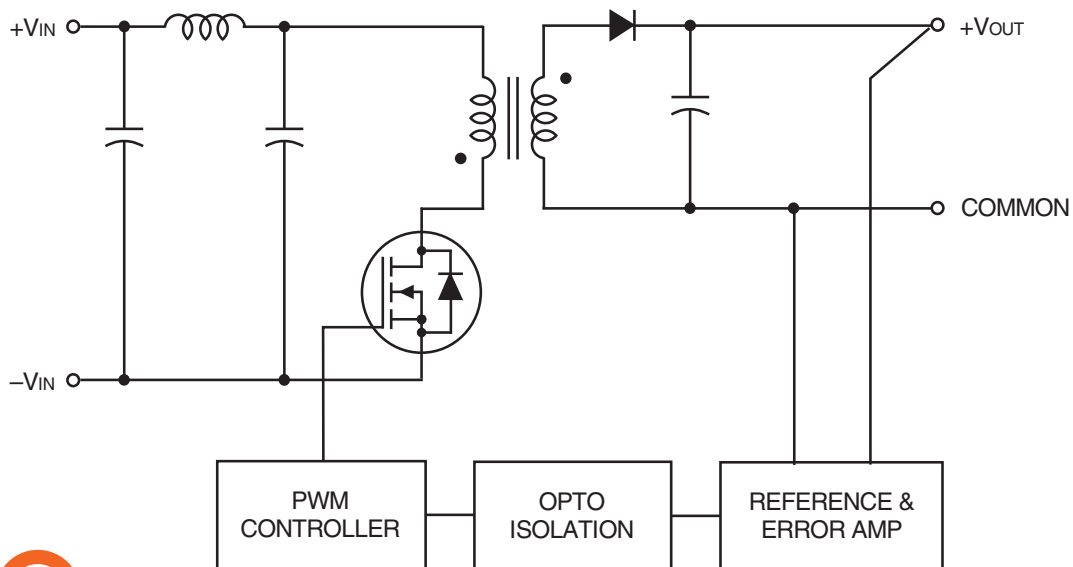 +VIN
+VOUT
COMMON
–VIN
PWM
CONTROLLER
OPTO
ISOLATION
REFERENCE &
ERROR AMP